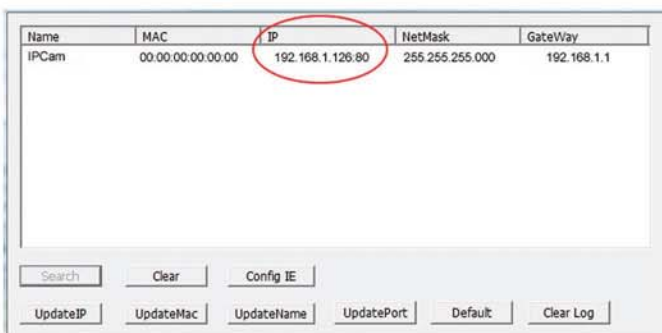 Name MAC IP NetMask GateWay
IPCam 00:00:00:00:00:00 192.168.1.126:80 255.255.255.000 192.168.1.1
Search Clear Config IE
UpdateIP UpdateMac UpdateName UpdatePort Default Clear Log